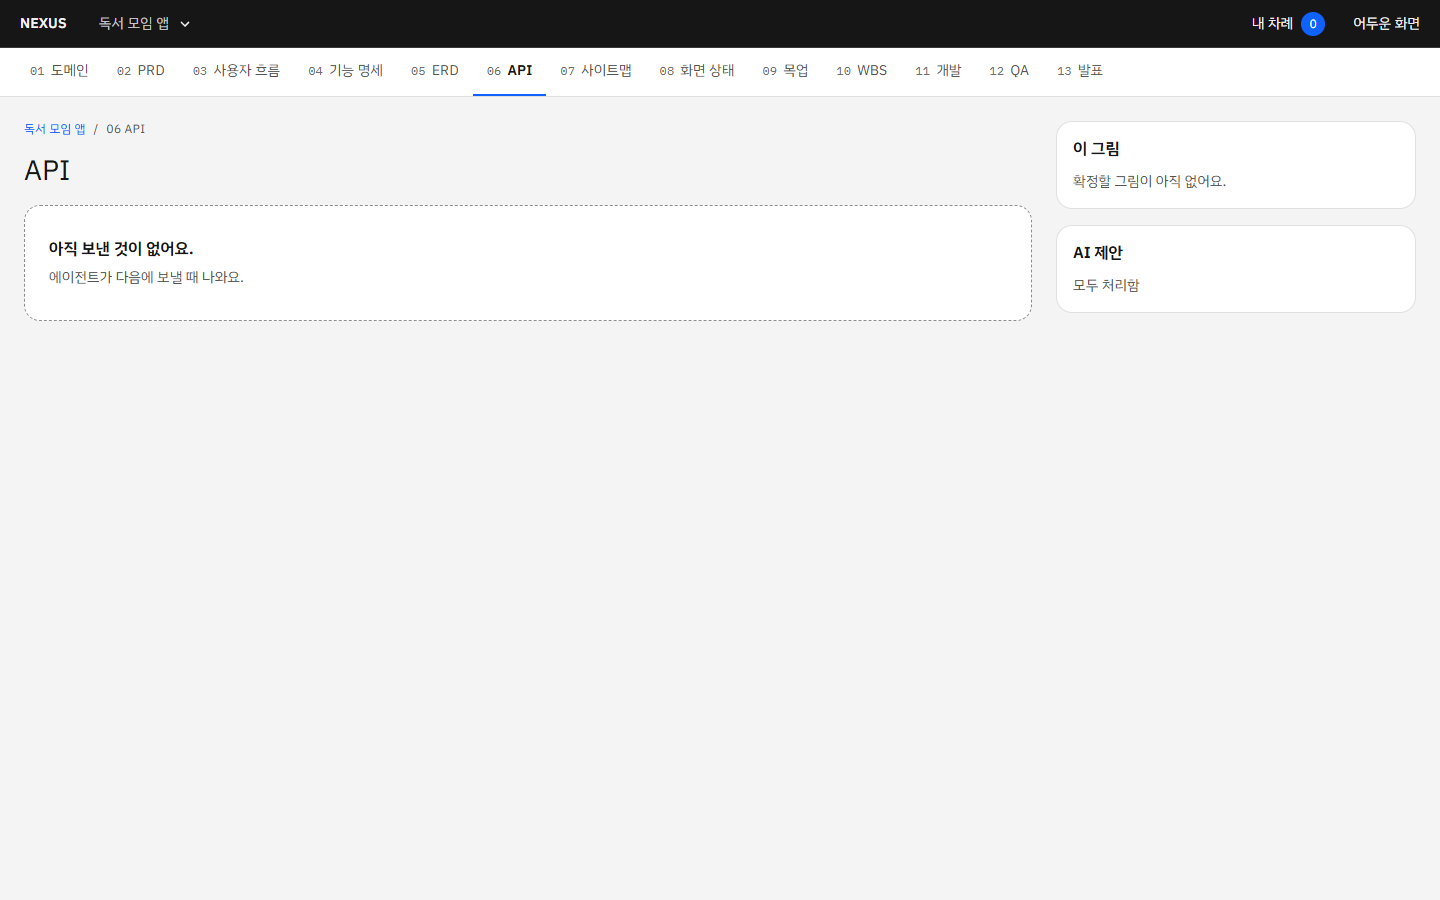 NEXUS 독서 모임 앱 내 차례 0 어두운 화면
01 도메인 02 PRD 03 사용자 흐름 04 기능 명세 05 ERD 06 API 07 사이트맵 08 화면 상태 09 목업 10 WBS 11 개발 12 QA 13 발표
독서 모임 앱 / 06 API
API
아직 보낸 것이 없어요.
에이전트가 다음에 보낼 때 나와요.
이 그림
확정할 그림이 아직 없어요.
AI 제안
모두 처리함